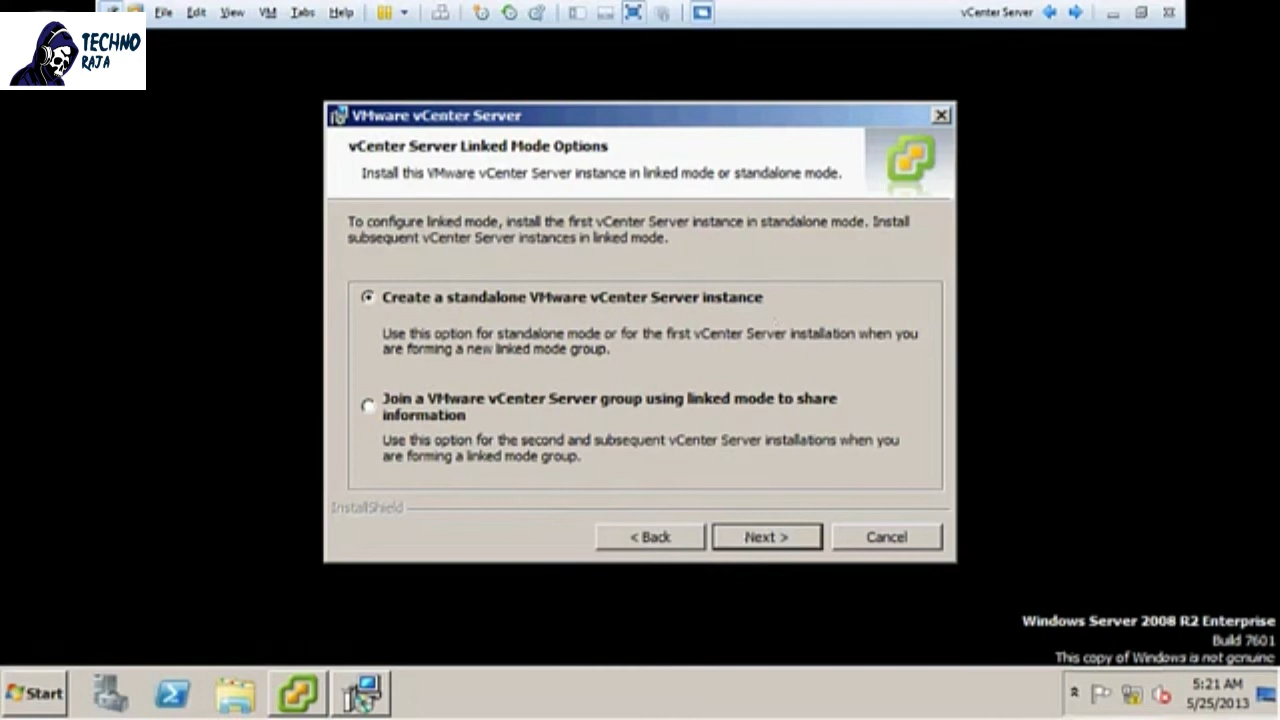 File Edit View VM Tabs Help
vCenter Server
TECHNO
RAJA
VMware vCenter Server
vCenter Server Linked Mode Options
Install this VMware vCenter Server instance in linked mode or standalone mode.
To configure linked mode, install the first vCenter Server instance in standalone mode. Install
subsequent vCenter Server instances in linked mode.
Create a standalone VMware vCenter Server instance
Use this option for standalone mode or for the first vCenter Server installation when you
are forming a new linked mode group.
Join a VMware vCenter Server group using linked mode to share
information
Use this option for the second and subsequent vCenter Server installations when you
are forming a linked mode group.
InstallShield
< Back Next > Cancel
Windows Server 2008 R2 Enterprise
Build 7601
This copy of Windows is not genuine
Start
5:21 AM
5/25/2013